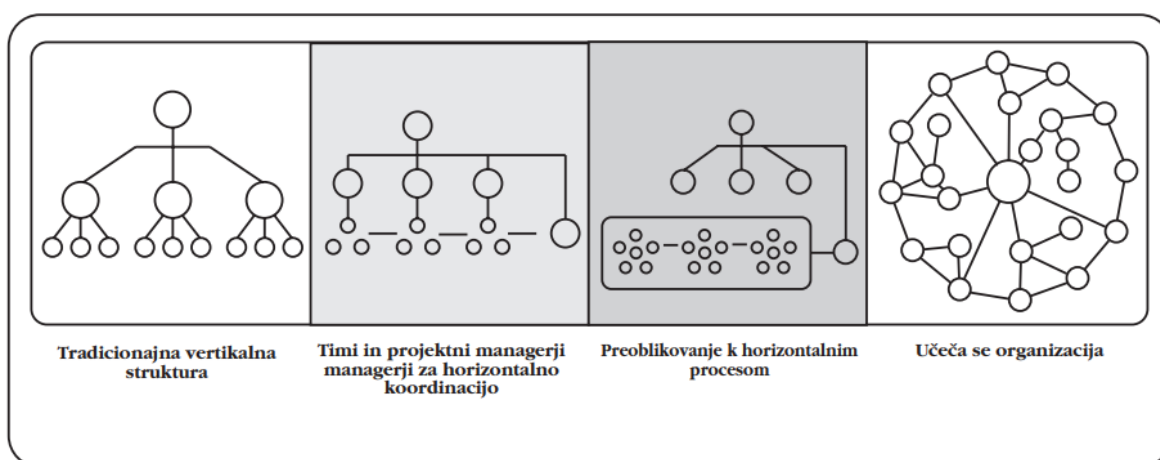 Tradicionajna vertikalna
struktura
Timi in projektni managerji
managerji za horizontalno
koordinacijo
Preoblikovanje k horizontalnim
procesom
Učeča se organizacija